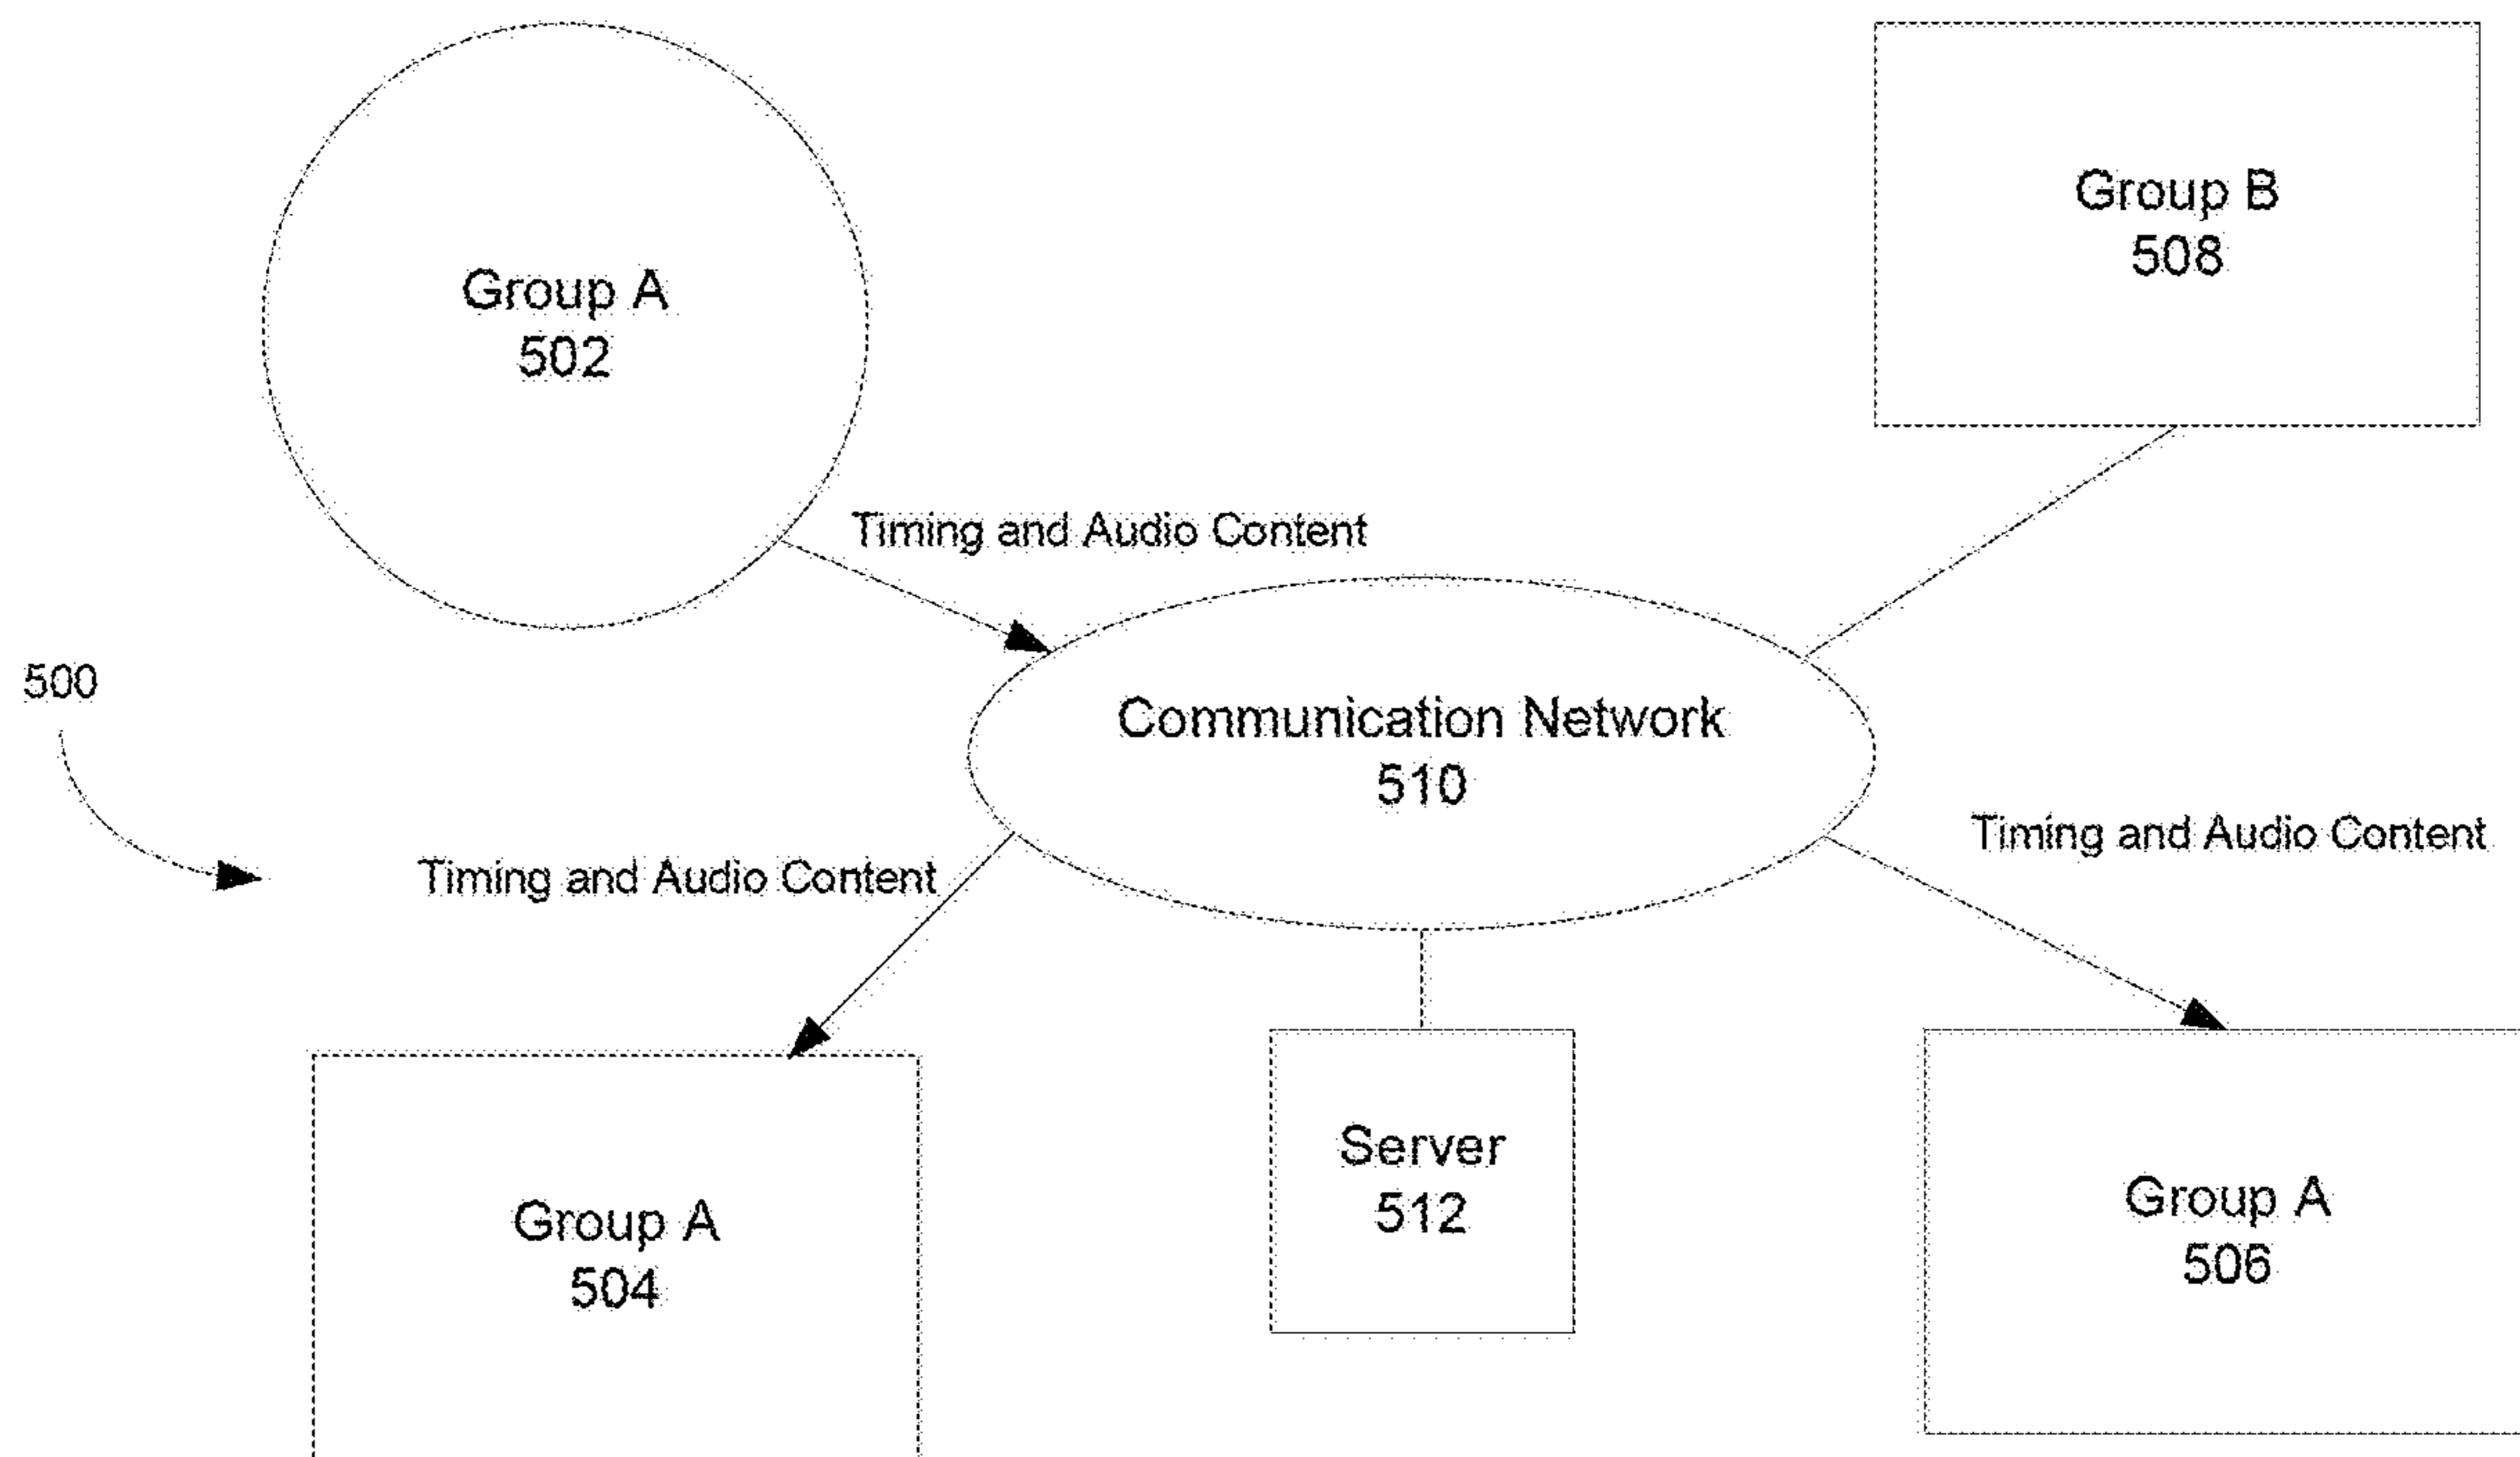 Group A
502
Group B
508
Timing and Audio Content
500
Communication Network
510
Timing and Audio Content
Timing and Audio Content
Server
512
Group A
504
Group A
506